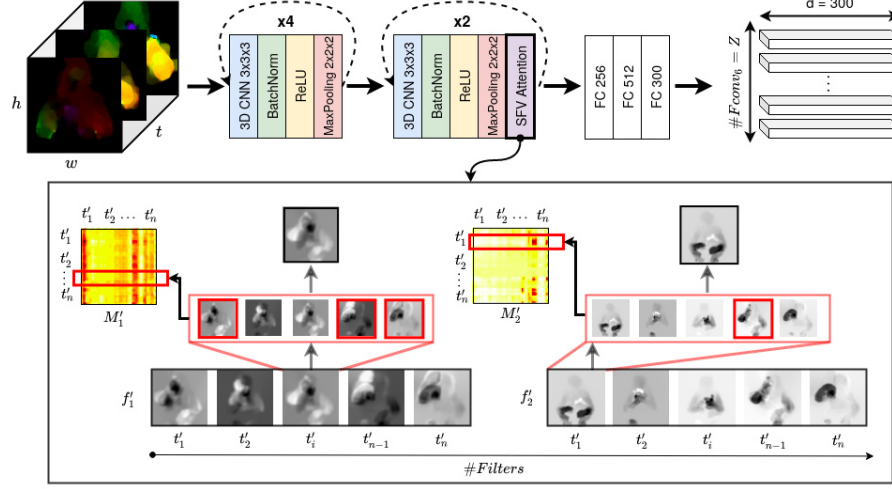 h
w
t
x4
3D CNN 3x3x3
BatchNorm
ReLU
MaxPooling 2x2x2
x2
3D CNN 3x3x3
BatchNorm
ReLU
MaxPooling 2x2x2
SFV Attention
FC 256
FC 512
FC 300
d = 300
#Fconv₆ = Z
⋮
t′₁ t′₂ … t′ₙ
t′₁
t′₂
⋮
t′ₙ
M′₁
t′₁ t′₂ … t′ₙ
t′₁
t′₂
⋮
t′ₙ
M′₂
f′₁
t′₁ t′₂ t′ᵢ t′ₙ₋₁ t′ₙ
f′₂
t′₁ t′₂ t′ᵢ t′ₙ₋₁ t′ₙ
#Filters